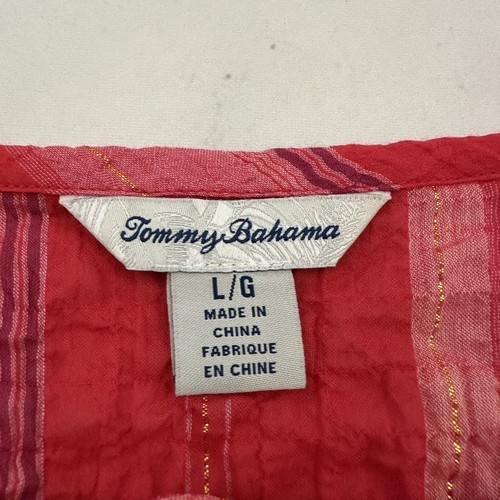 Tommy Bahama
L/G
MADE IN
CHINA
FABRIQUE
EN CHINE